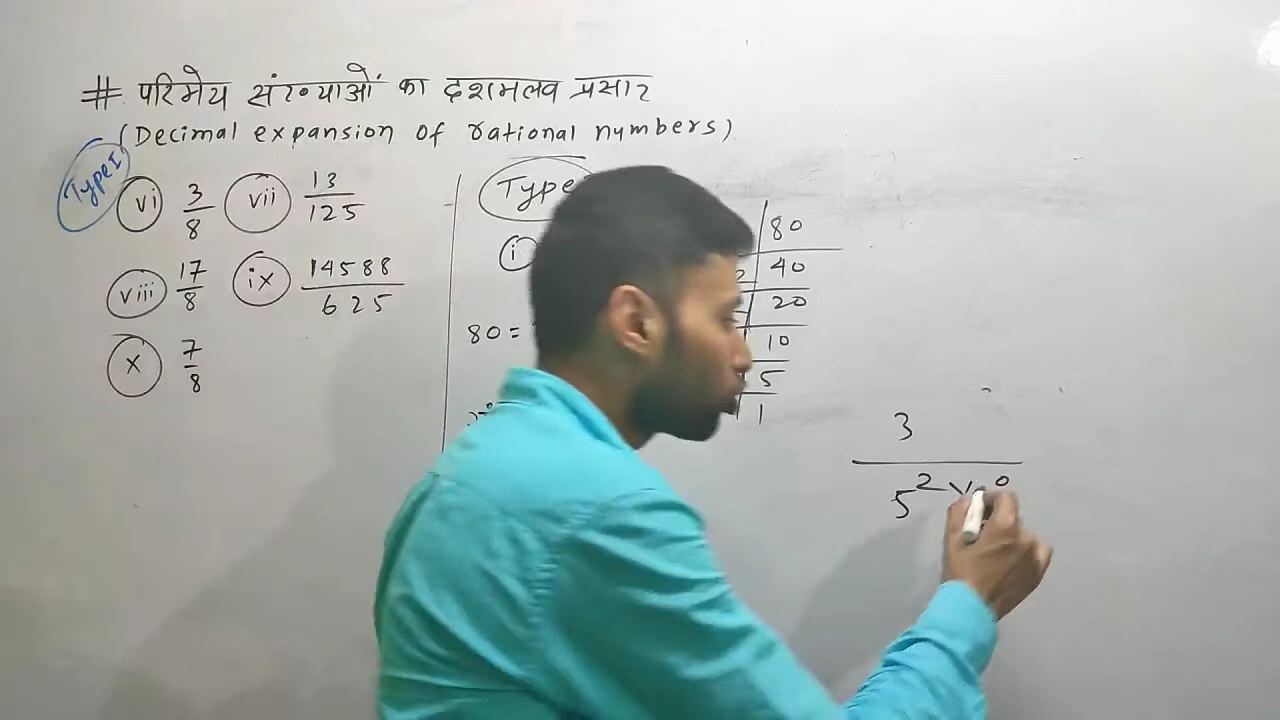 # परिमेय संख्याओं का दशमलव प्रसार
(Decimal expansion of rational numbers)
Type I
vi 3/8 vii 13/125
viii 17/8 ix 14588/625
x 7/8
Type
i
80 =
80
2 40
20
10
5
1
3
5²